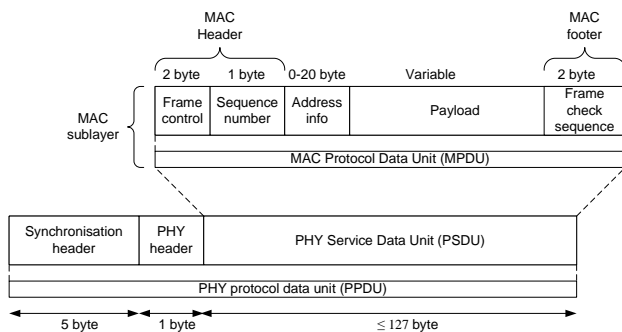 MAC
Header
MAC
footer
2 byte
1 byte
0-20 byte
Variable
2 byte
MAC
sublayer
Frame
control
Sequence
number
Address
info
Payload
Frame
check
sequence
MAC Protocol Data Unit (MPDU)
Synchronisation
header
PHY
header
PHY Service Data Unit (PSDU)
PHY protocol data unit (PPDU)
5 byte
1 byte
≤ 127 byte